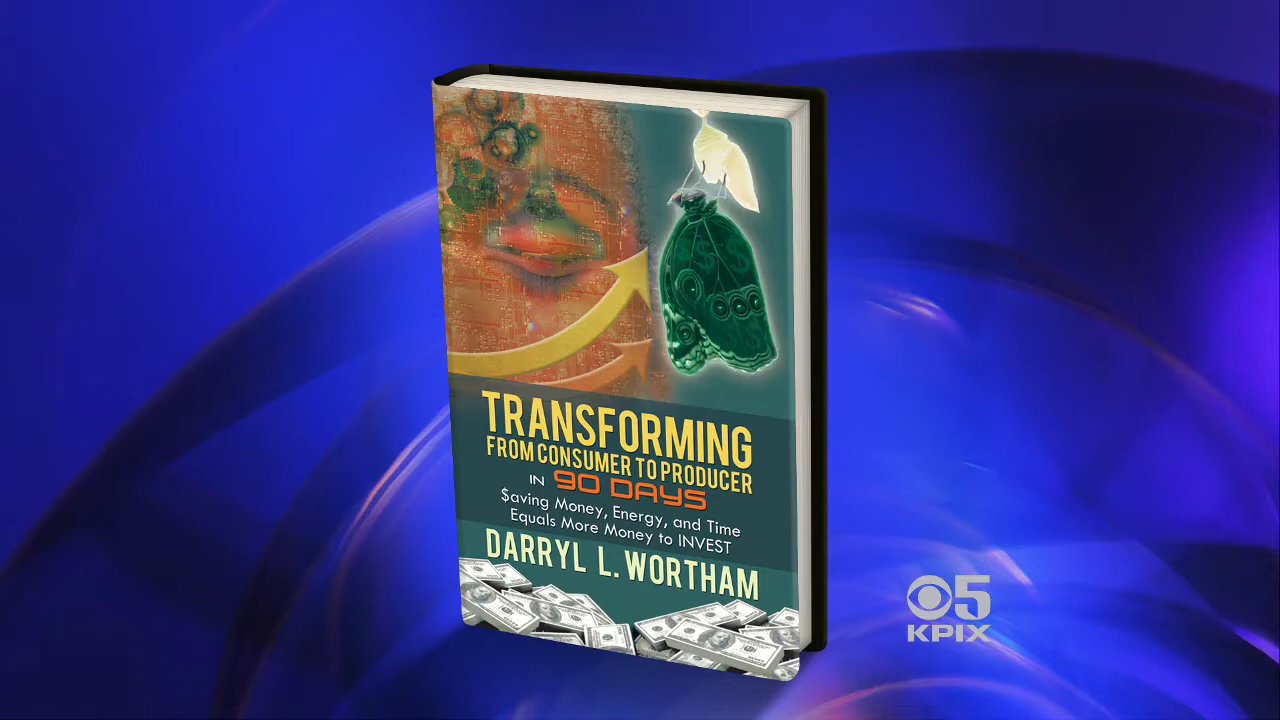 TRANSFORMING
FROM CONSUMER TO PRODUCER
IN 90 DAYS
$aving Money, Energy, and Time
Equals More Money to INVEST
DARRYL L. WORTHAM
5
KPIX